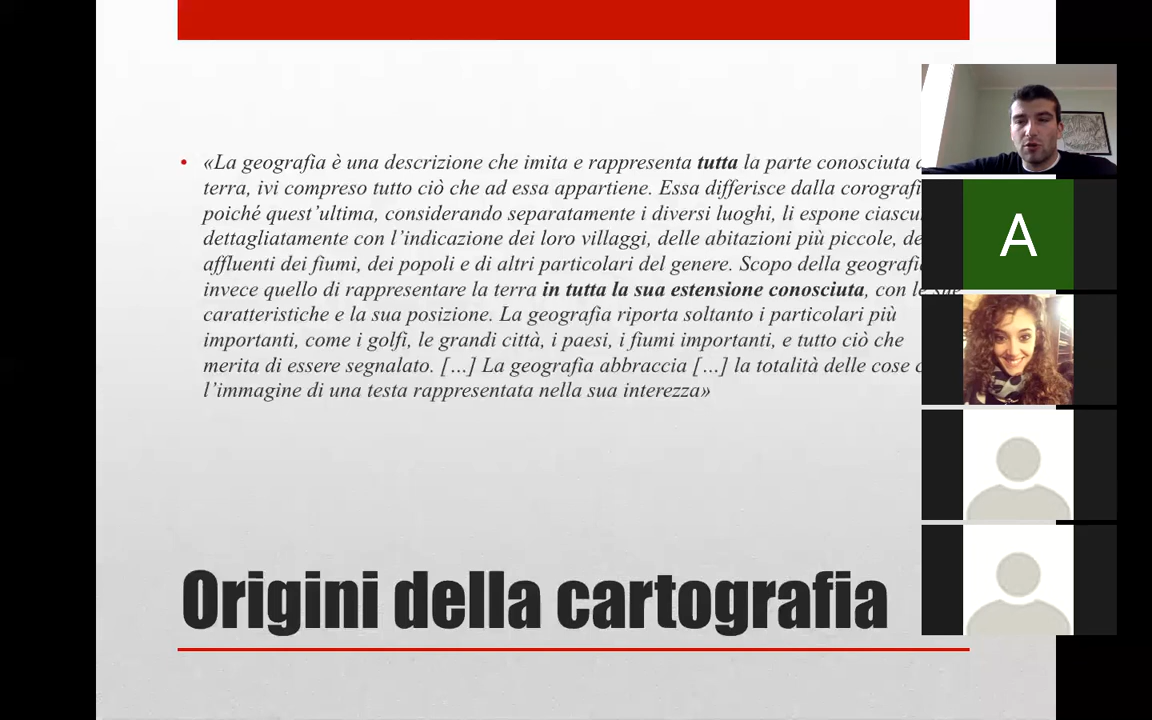 • «La geografia è una descrizione che imita e rappresenta tutta la parte conosciuta
terra, ivi compreso tutto ciò che ad essa appartiene. Essa differisce dalla
poiché quest'ultima, considerando separatamente i diversi luoghi, li espone
dettagliatamente con l'indicazione dei loro villaggi, delle abitazioni più piccole,
affluenti dei fiumi, dei popoli e di altri particolari del genere. Scopo della
invece quello di rappresentare la terra in tutta la sua estensione conosciuta, con le sue
caratteristiche e la sua posizione. La geografia riporta soltanto i particolari più
importanti, come i golfi, le grandi città, i paesi, i fiumi importanti, e tutto ciò che
merita di essere segnalato. […] La geografia abbraccia […] la totalità delle cose
l'immagine di una testa rappresentata nella sua interezza»
A
Origini della cartografia